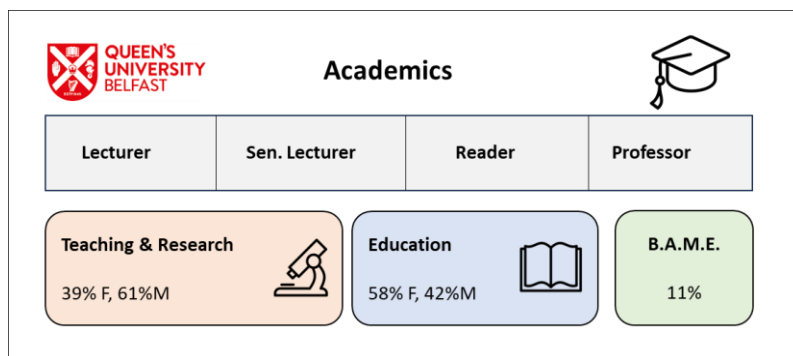 QUEEN'S
UNIVERSITY
BELFAST
Academics
Lecturer
Sen. Lecturer
Reader
Professor
Teaching & Research
39% F, 61%M
Education
58% F, 42%M
B.A.M.E.
11%